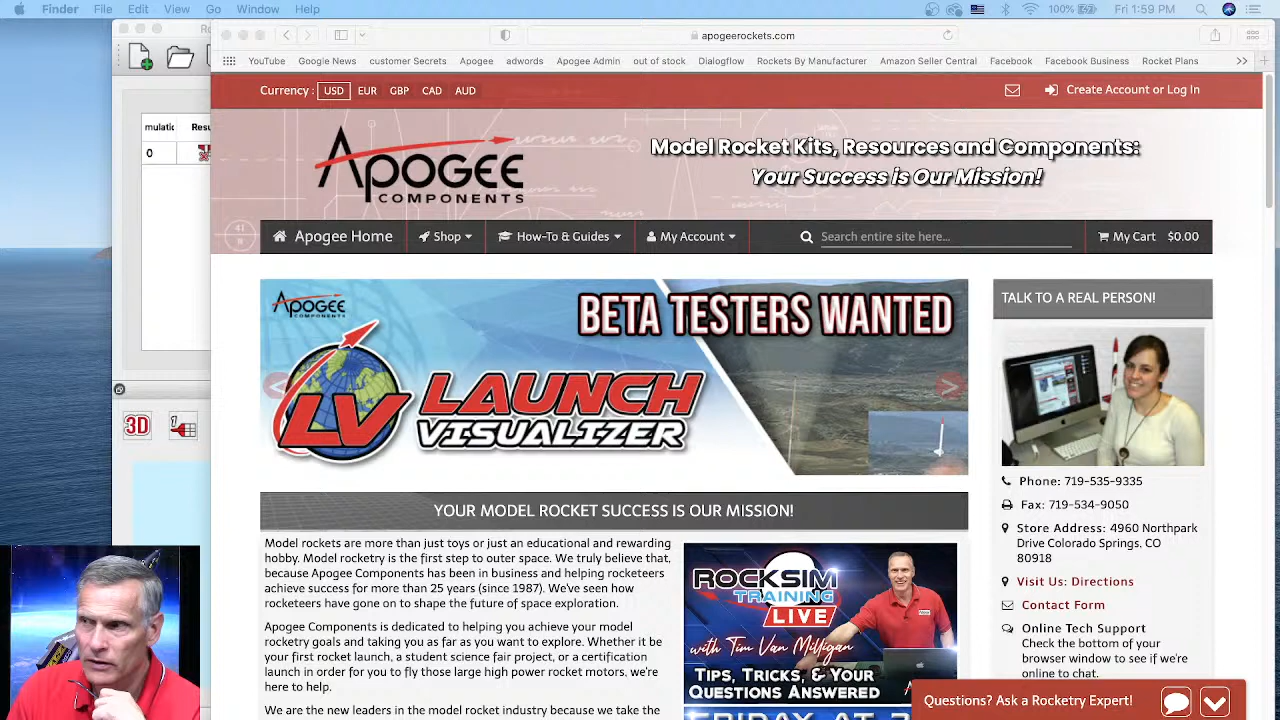 Finder File Edit View Go Window Help
100% Fri 1:59 PM
apogeerockets.com
YouTube Google News customer Secrets Apogee adwords Apogee Admin out of stock Dialogflow Rockets By Manufacturer Amazon Seller Central Facebook Facebook Business Rocket Plans
Currency : USD EUR GBP CAD AUD
Create Account or Log In
APOGEE
COMPONENTS
Model Rocket Kits, Resources and Components:
Your Success is Our Mission!
mulatic Resu
0
Apogee Home Shop How-To & Guides My Account Search entire site here... My Cart $0.00
APOGEE
COMPONENTS
BETA TESTERS WANTED
LV LAUNCH
VISUALIZER
3D
TALK TO A REAL PERSON!
Phone: 719-535-9335
Fax: 719-534-9050
Store Address: 4960 Northpark
Drive Colorado Springs, CO
80918
Visit Us: Directions
Contact Form
Online Tech Support
Check the bottom of your
browser window to see if we're
online to chat.
YOUR MODEL ROCKET SUCCESS IS OUR MISSION!
Model rockets are more than just toys or just an educational and rewarding
hobby. Model rocketry is the first step to outer space. We truly believe that,
because Apogee Components has been in business and helping rocketeers
achieve success for more than 25 years (since 1987). We've seen how
rocketeers have gone on to shape the future of space exploration.
Apogee Components is dedicated to helping you achieve your model
rocketry goals and taking you as far as you want to explore. Whether it be
your first rocket launch, a student science fair project, or a certification
launch in order for you to fly those large high power rocket motors, we're
here to help.
We are the new leaders in the model rocket industry because we take the
ROCKSIM
TRAINING
LIVE
with Tim Van Milligan
TIPS, TRICKS, & YOUR
QUESTIONS ANSWERED
FRIDAY AT
Questions? Ask a Rocketry Expert!